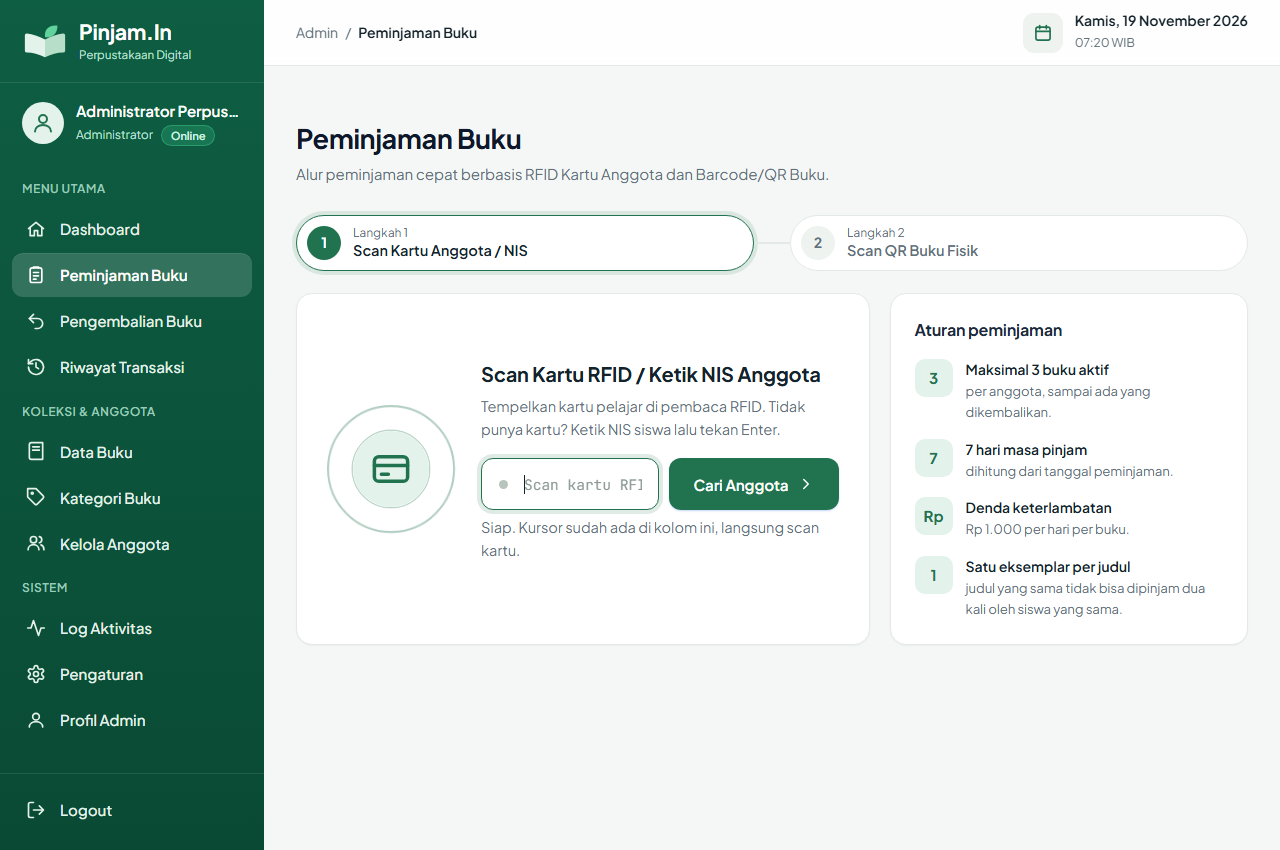 Pinjam.In
Perpustakaan Digital
Administrator Perpus...
Administrator
Online
MENU UTAMA
Dashboard
Peminjaman Buku
Pengembalian Buku
Riwayat Transaksi
KOLEKSI & ANGGOTA
Data Buku
Kategori Buku
Kelola Anggota
SISTEM
Log Aktivitas
Pengaturan
Profil Admin
Logout
Admin / Peminjaman Buku
Kamis, 19 November 2026
07:20 WIB
Peminjaman Buku
Alur peminjaman cepat berbasis RFID Kartu Anggota dan Barcode/QR Buku.
1
Langkah 1
Scan Kartu Anggota / NIS
2
Langkah 2
Scan QR Buku Fisik
Scan Kartu RFID / Ketik NIS Anggota
Tempelkan kartu pelajar di pembaca RFID. Tidak
punya kartu? Ketik NIS siswa lalu tekan Enter.
Scan kartu RFI
Cari Anggota
Siap. Kursor sudah ada di kolom ini, langsung scan
kartu.
Aturan peminjaman
3
Maksimal 3 buku aktif
per anggota, sampai ada yang
dikembalikan.
7
7 hari masa pinjam
dihitung dari tanggal peminjaman.
Rp
Denda keterlambatan
Rp 1.000 per hari per buku.
1
Satu eksemplar per judul
judul yang sama tidak bisa dipinjam dua
kali oleh siswa yang sama.